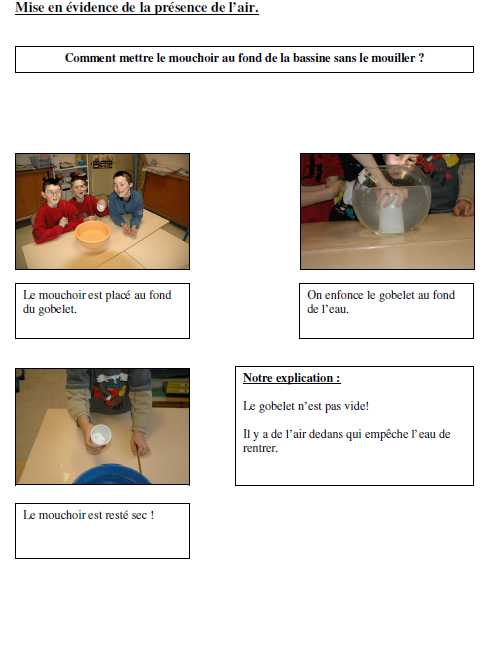 Mise en évidence de la présence de l'air.
Comment mettre le mouchoir au fond de la bassine sans le mouiller ?
Le mouchoir est placé au fond
du gobelet.
On enfonce le gobelet au fond
de l'eau.
Notre explication :
Le gobelet n'est pas vide!
Il y a de l'air dedans qui empêche l'eau de
rentrer.
Le mouchoir est resté sec !